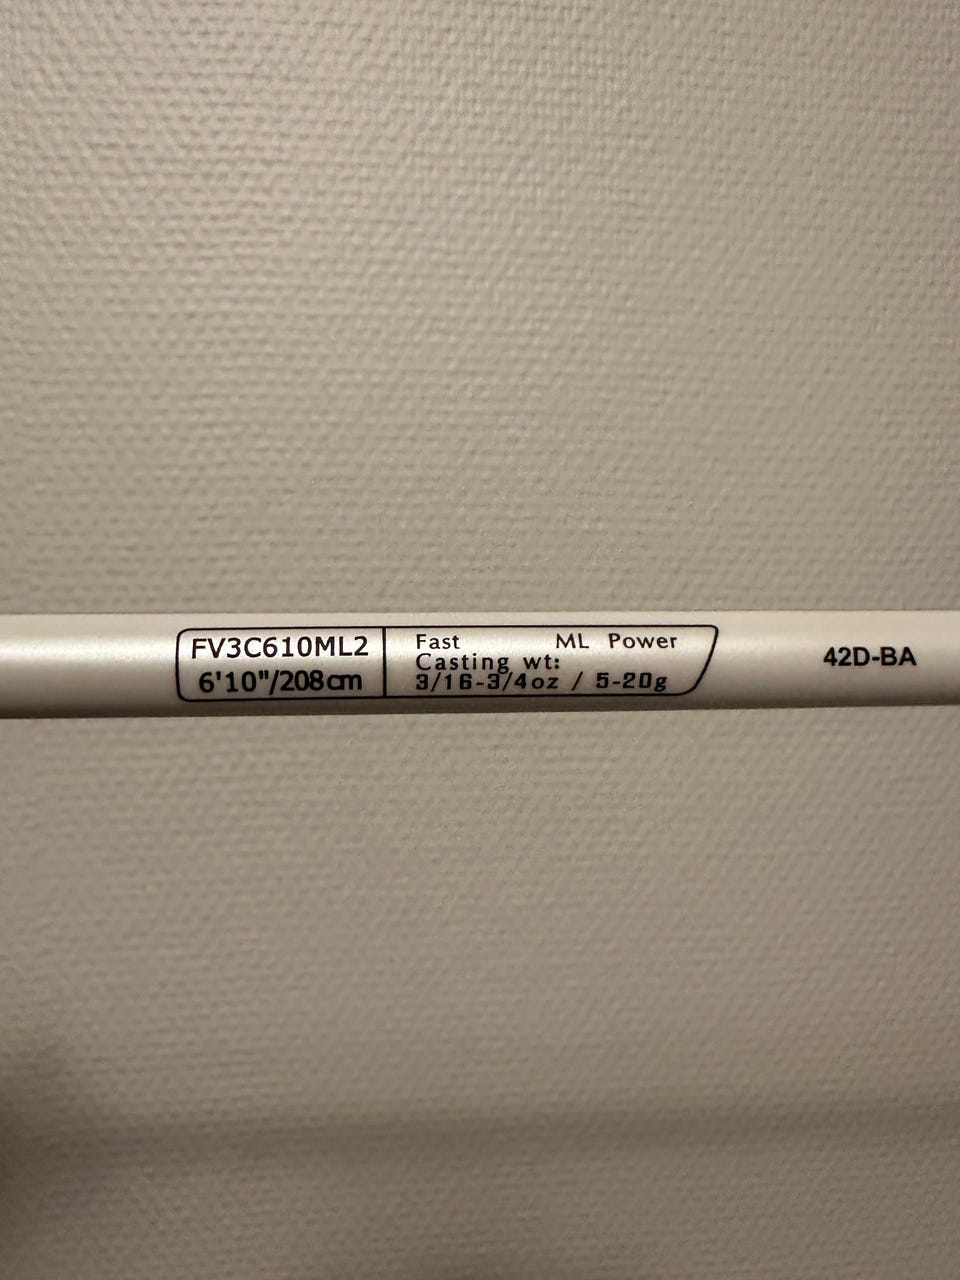 FV3C610ML2
6'10"/208cm
Fast ML Power
Casting wt:
3/16-3/4oz / 5-20g
42D-BA